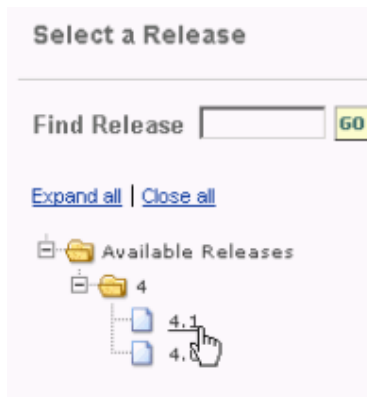 Select a Release
Find Release GO
Expand all | Close all
Available Releases
4
4.1